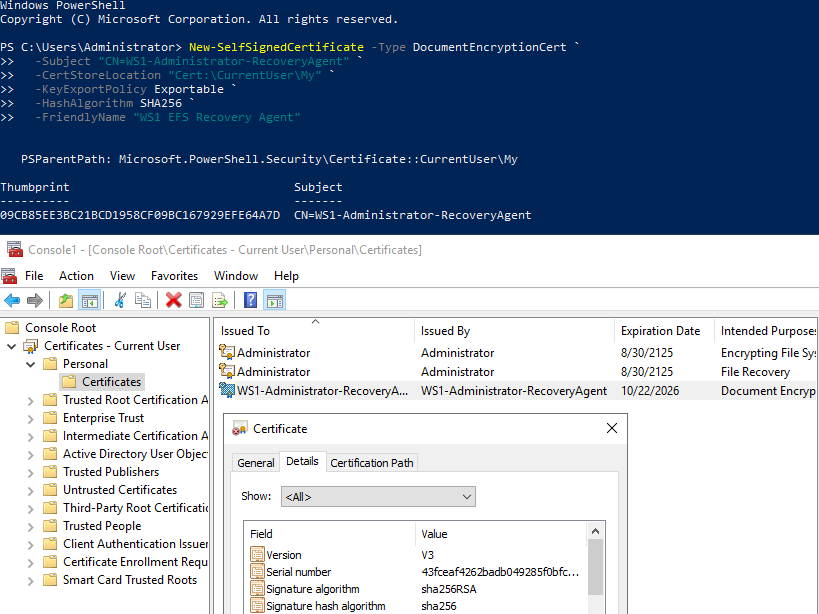 Windows PowerShell
Copyright (C) Microsoft Corporation. All rights reserved.
PS C:\Users\Administrator> New-SelfSignedCertificate -Type DocumentEncryptionCert `
>> -Subject "CN=WS1-Administrator-RecoveryAgent" `
>> -CertStoreLocation "Cert:\CurrentUser\My" `
>> -KeyExportPolicy Exportable `
>> -HashAlgorithm SHA256 `
>> -FriendlyName "WS1 EFS Recovery Agent"
PSParentPath: Microsoft.PowerShell.Security\Certificate::CurrentUser\My
Thumbprint Subject
---------- -------
09CB85EE3BC21BCD1958CF09BC167929EFE64A7D CN=WS1-Administrator-RecoveryAgent
Console1 - [Console Root\Certificates - Current User\Personal\Certificates]
File Action View Favorites Window Help
Console Root
Certificates - Current User
Personal
Certificates
Trusted Root Certification A
Enterprise Trust
Intermediate Certification A
Active Directory User Objec
Trusted Publishers
Untrusted Certificates
Third-Party Root Certificatio
Trusted People
Client Authentication Issuer
Certificate Enrollment Requ
Smart Card Trusted Roots
Issued To Issued By Expiration Date Intended Purposes
Administrator Administrator 8/30/2125 Encrypting File Sy
Administrator Administrator 8/30/2125 File Recovery
WS1-Administrator-RecoveryA... WS1-Administrator-RecoveryAgent 10/22/2026 Document Encryp
Certificate
General Details Certification Path
Show: <All>
Field Value
Version V3
Serial number 43fceaf4262badb049285f0bfc...
Signature algorithm sha256RSA
Signature hash algorithm sha256